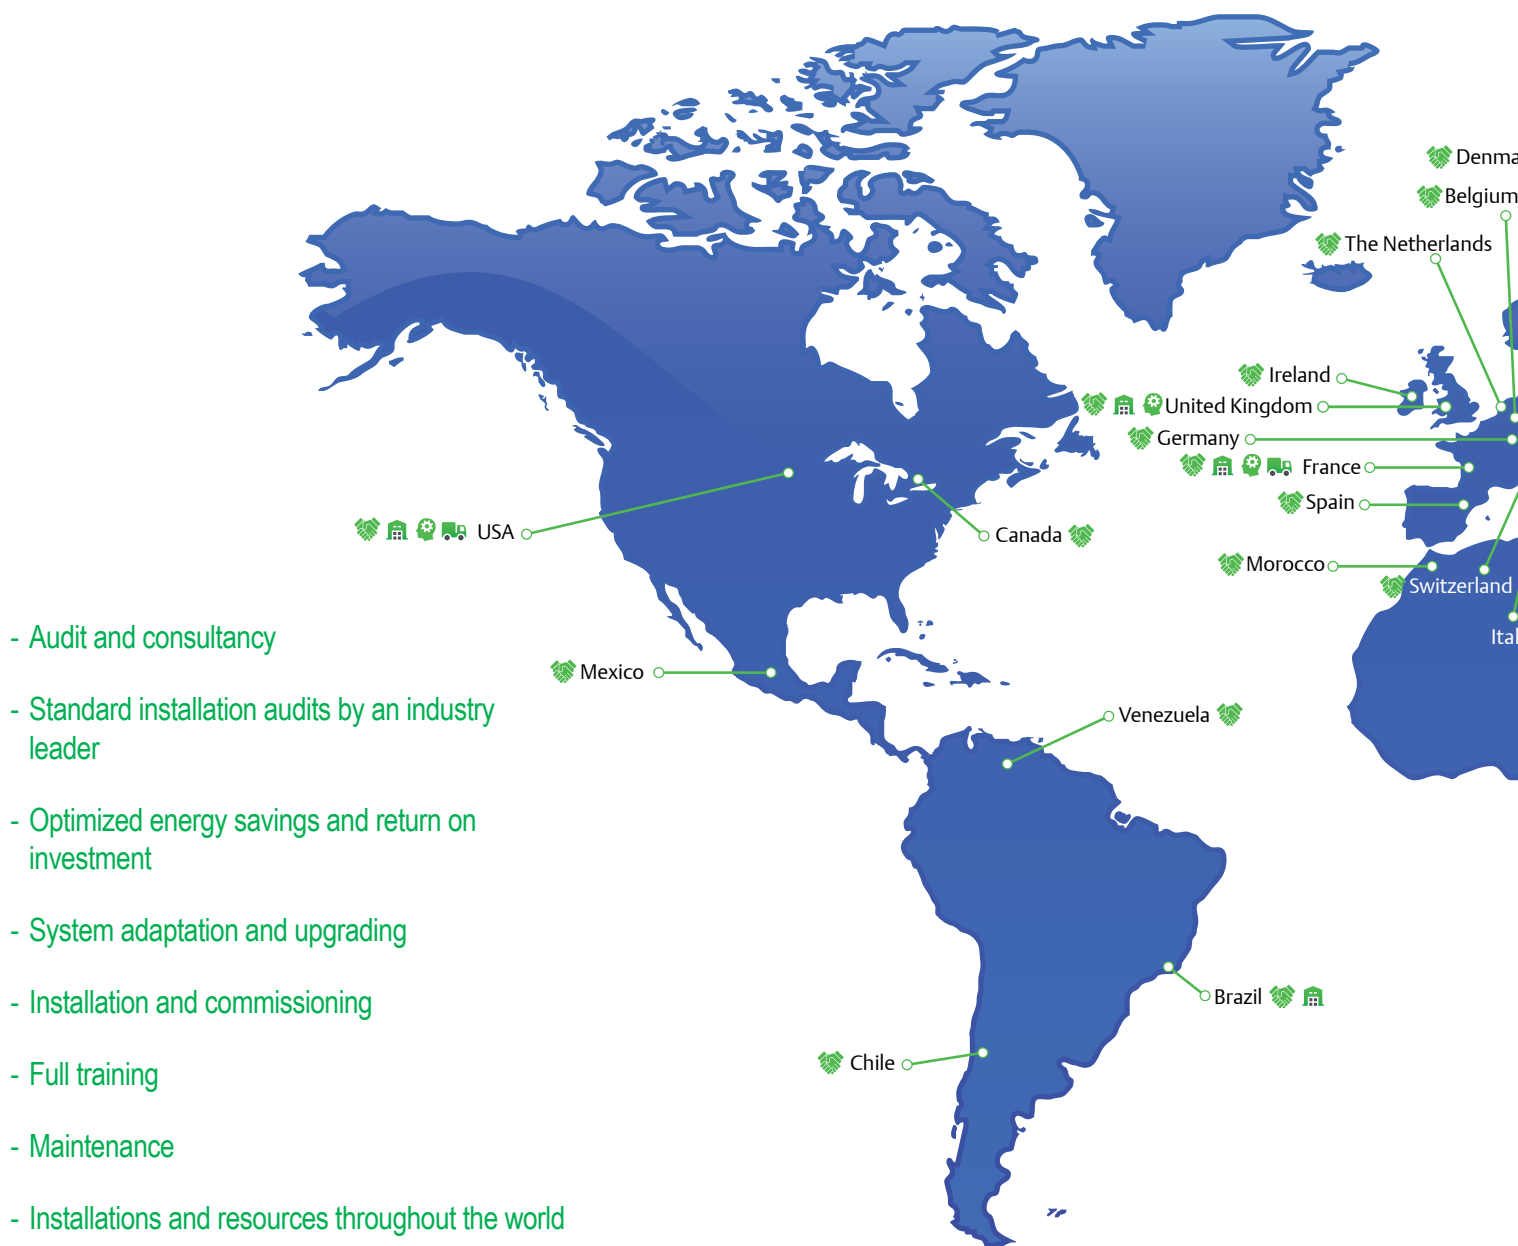 Denma
Belgium
The Netherlands
Ireland
United Kingdom
Germany
France
Spain
USA
Canada
Morocco
Switzerland
Ital
Mexico
Venezuela
Brazil
Chile
- Audit and consultancy
- Standard installation audits by an industry
leader
- Optimized energy savings and return on
investment
- System adaptation and upgrading
- Installation and commissioning
- Full training
- Maintenance
- Installations and resources throughout the world